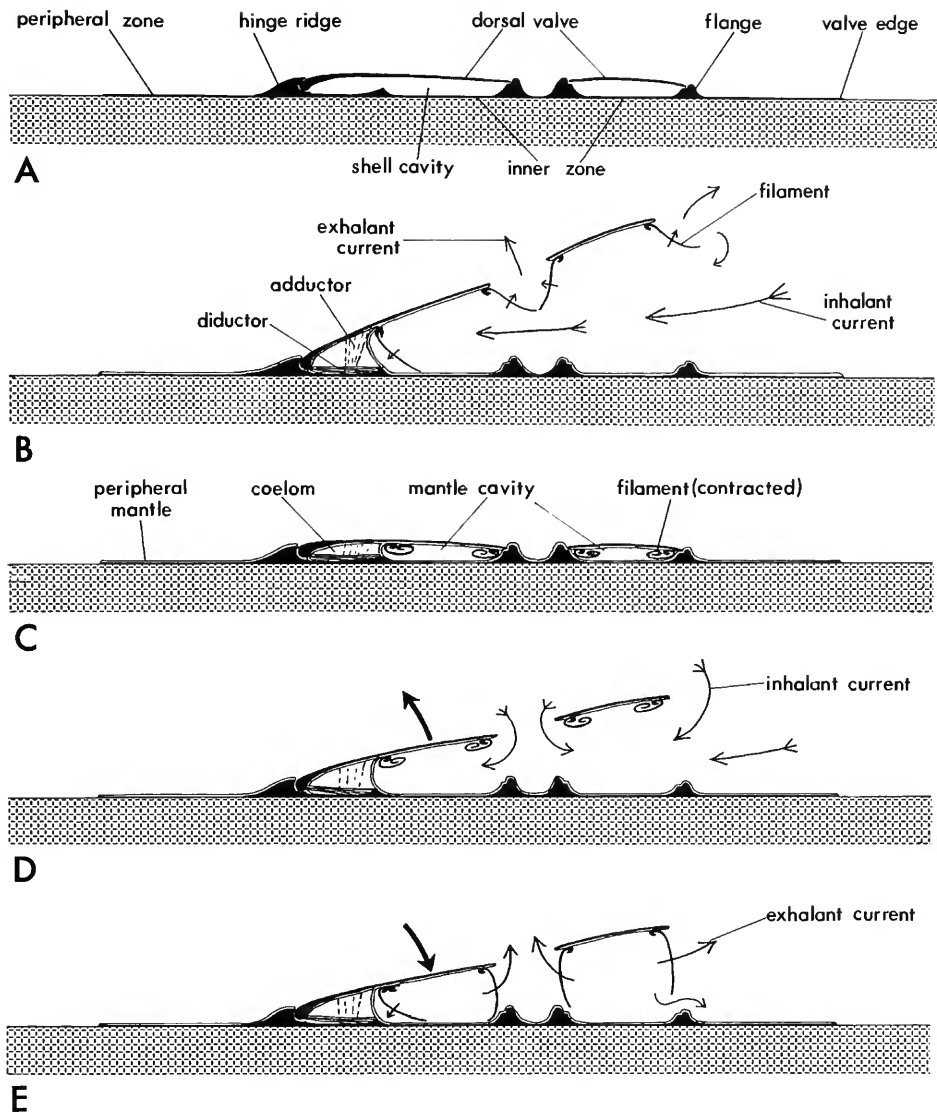 peripheral zone hinge ridge dorsal valve flange valve edge
shell cavity inner zone
A
filament
exhalant
current
adductor
diductor
inhalant
current
B
peripheral
mantle
coelom mantle cavity filament (contracted)
C
inhalant current
D
exhalant current
E